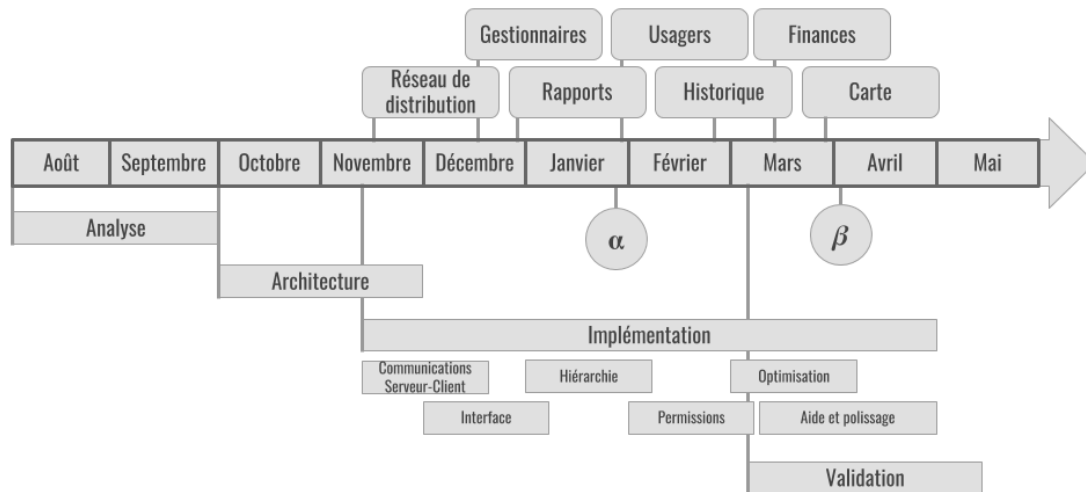 Gestionnaires
Usagers
Finances
Réseau de
distribution
Rapports
Historique
Carte
Août
Septembre
Octobre
Novembre
Décembre
Janvier
Février
Mars
Avril
Mai
Analyse
α
β
Architecture
Implémentation
Communications
Serveur-Client
Hiérarchie
Optimisation
Interface
Permissions
Aide et polissage
Validation